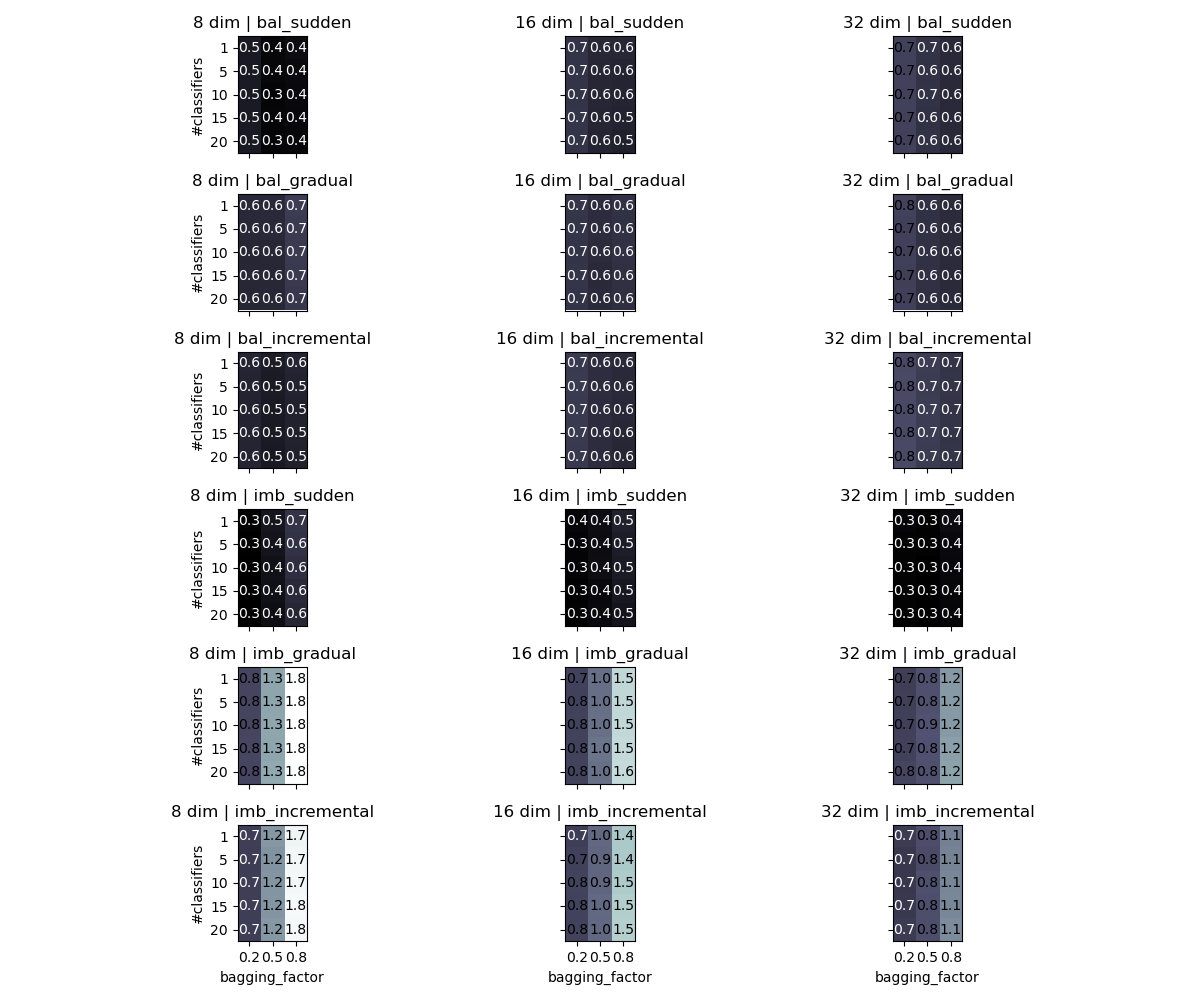 8 dim | bal_sudden 16 dim | bal_sudden 32 dim | bal_sudden
1 0.5 0.4 0.4 0.7 0.6 0.6 0.7 0.7 0.6
5 0.5 0.4 0.4 0.7 0.6 0.6 0.7 0.6 0.6
10 0.5 0.3 0.4 0.7 0.6 0.6 0.7 0.6 0.6
15 0.5 0.4 0.4 0.7 0.6 0.5 0.7 0.6 0.6
20 0.5 0.3 0.4 0.7 0.6 0.5 0.7 0.6 0.6
#classifiers
8 dim | bal_gradual 16 dim | bal_gradual 32 dim | bal_gradual
1 0.6 0.6 0.7 0.7 0.6 0.6 0.8 0.6 0.6
5 0.6 0.6 0.7 0.7 0.6 0.6 0.7 0.6 0.6
10 0.6 0.6 0.7 0.7 0.6 0.6 0.7 0.6 0.6
15 0.6 0.6 0.7 0.7 0.6 0.6 0.7 0.6 0.6
20 0.6 0.6 0.7 0.7 0.6 0.6 0.7 0.6 0.6
#classifiers
8 dim | bal_incremental 16 dim | bal_incremental 32 dim | bal_incremental
1 0.6 0.5 0.6 0.7 0.6 0.6 0.8 0.7 0.7
5 0.6 0.5 0.5 0.7 0.6 0.6 0.8 0.7 0.7
10 0.6 0.5 0.5 0.7 0.6 0.6 0.8 0.7 0.7
15 0.6 0.5 0.5 0.7 0.6 0.6 0.8 0.7 0.7
20 0.6 0.5 0.5 0.7 0.6 0.6 0.8 0.7 0.7
#classifiers
8 dim | imb_sudden 16 dim | imb_sudden 32 dim | imb_sudden
1 0.3 0.5 0.7 0.4 0.4 0.5 0.3 0.3 0.4
5 0.3 0.4 0.6 0.3 0.4 0.5 0.3 0.3 0.4
10 0.3 0.4 0.6 0.3 0.4 0.5 0.3 0.3 0.4
15 0.3 0.4 0.6 0.3 0.4 0.5 0.3 0.3 0.4
20 0.3 0.4 0.6 0.3 0.4 0.5 0.3 0.3 0.4
#classifiers
8 dim | imb_gradual 16 dim | imb_gradual 32 dim | imb_gradual
1 0.8 1.3 1.8 0.7 1.0 1.5 0.7 0.8 1.2
5 0.8 1.3 1.8 0.8 1.0 1.5 0.7 0.8 1.2
10 0.8 1.3 1.8 0.8 1.0 1.5 0.7 0.9 1.2
15 0.8 1.3 1.8 0.8 1.0 1.5 0.7 0.8 1.2
20 0.8 1.3 1.8 0.8 1.0 1.6 0.8 0.8 1.2
#classifiers
8 dim | imb_incremental 16 dim | imb_incremental 32 dim | imb_incremental
1 0.7 1.2 1.7 0.7 1.0 1.4 0.7 0.8 1.1
5 0.7 1.2 1.7 0.7 0.9 1.4 0.7 0.8 1.1
10 0.7 1.2 1.7 0.8 0.9 1.5 0.7 0.8 1.1
15 0.7 1.2 1.8 0.8 1.0 1.5 0.7 0.8 1.1
20 0.7 1.2 1.8 0.8 1.0 1.5 0.7 0.8 1.1
#classifiers
0.2 0.5 0.8 0.2 0.5 0.8 0.2 0.5 0.8
bagging_factor bagging_factor bagging_factor